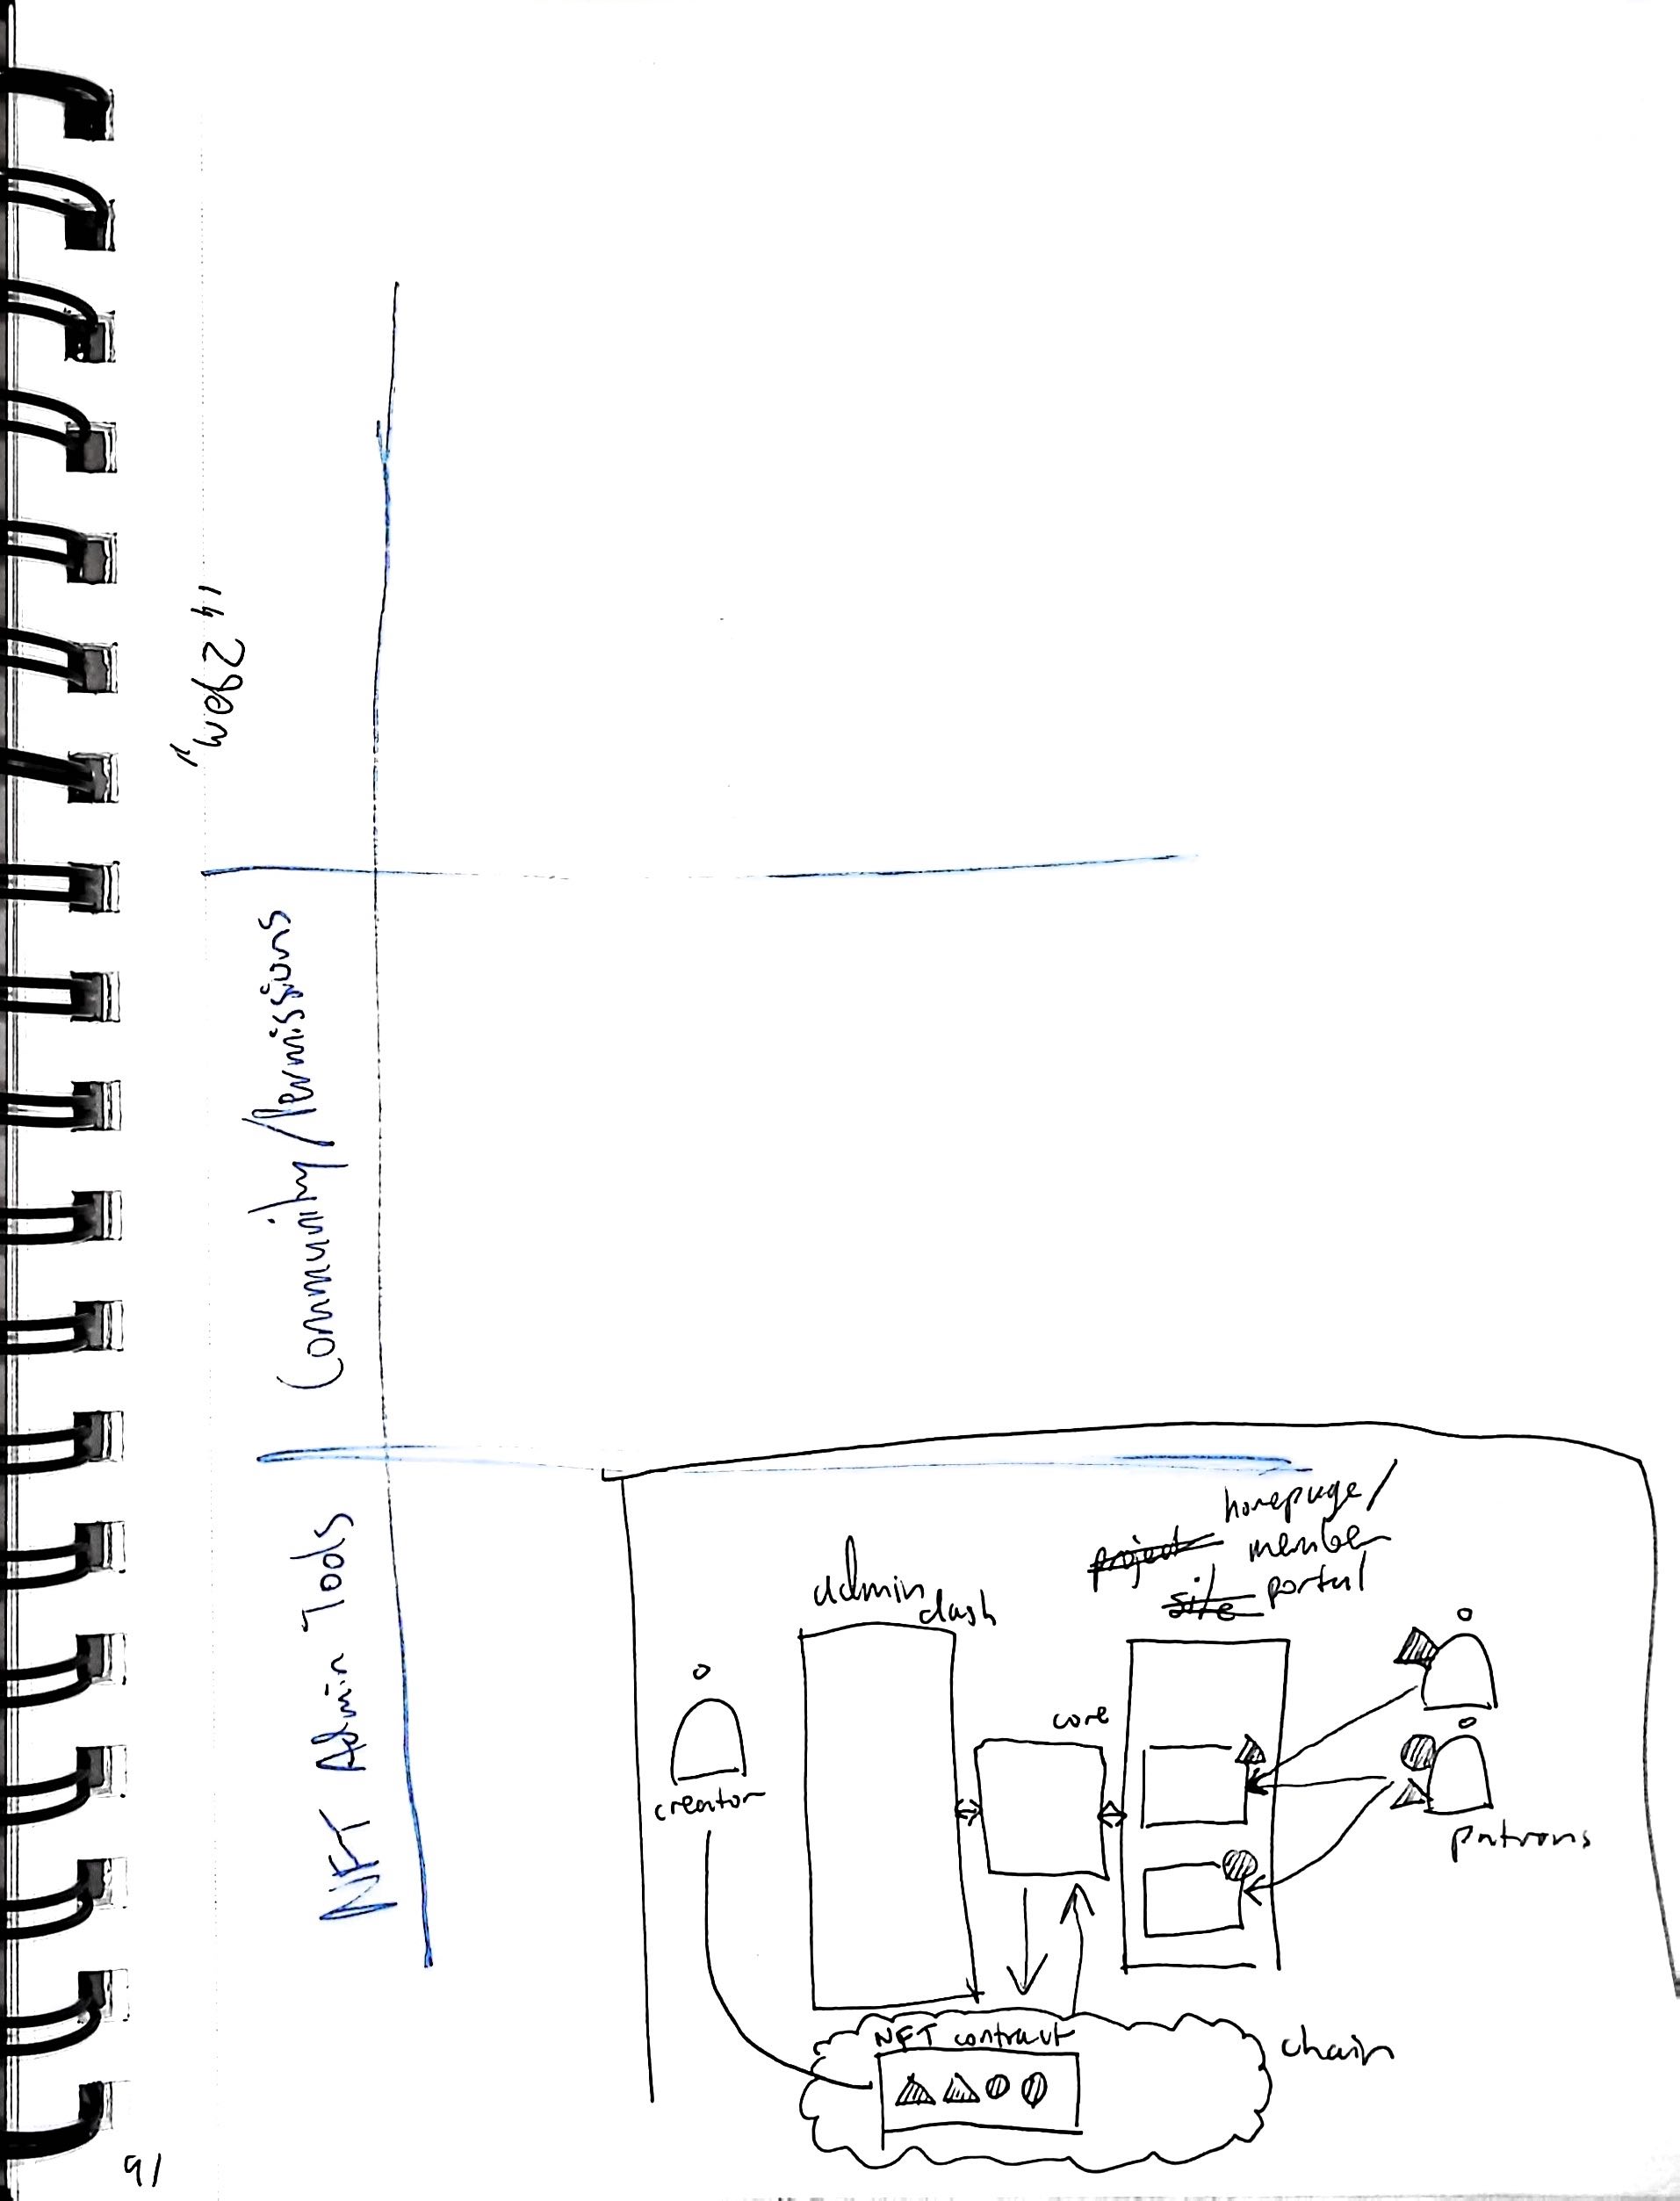 NFT Admin Tools
Community/Permissions
"web2"
homepage/
project member
site portal
admin
dash
core
creator
patrons
NFT contract
chain
91